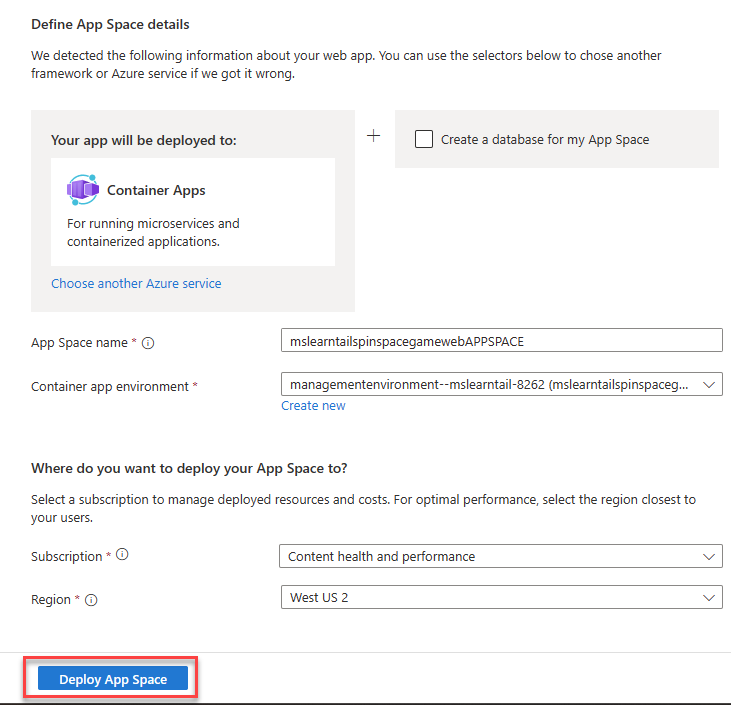 Define App Space details
We detected the following information about your web app. You can use the selectors below to chose another
framework or Azure service if we got it wrong.
Your app will be deployed to:
Container Apps
For running microservices and
containerized applications.
Choose another Azure service
+
Create a database for my App Space
App Space name *
mslearntailspinspacegamewebAPPSPACE
Container app environment *
managementenvironment--mslearntail-8262 (mslearntailspinspaceg...
Create new
Where do you want to deploy your App Space to?
Select a subscription to manage deployed resources and costs. For optimal performance, select the region closest to
your users.
Subscription *
Content health and performance
Region *
West US 2
Deploy App Space